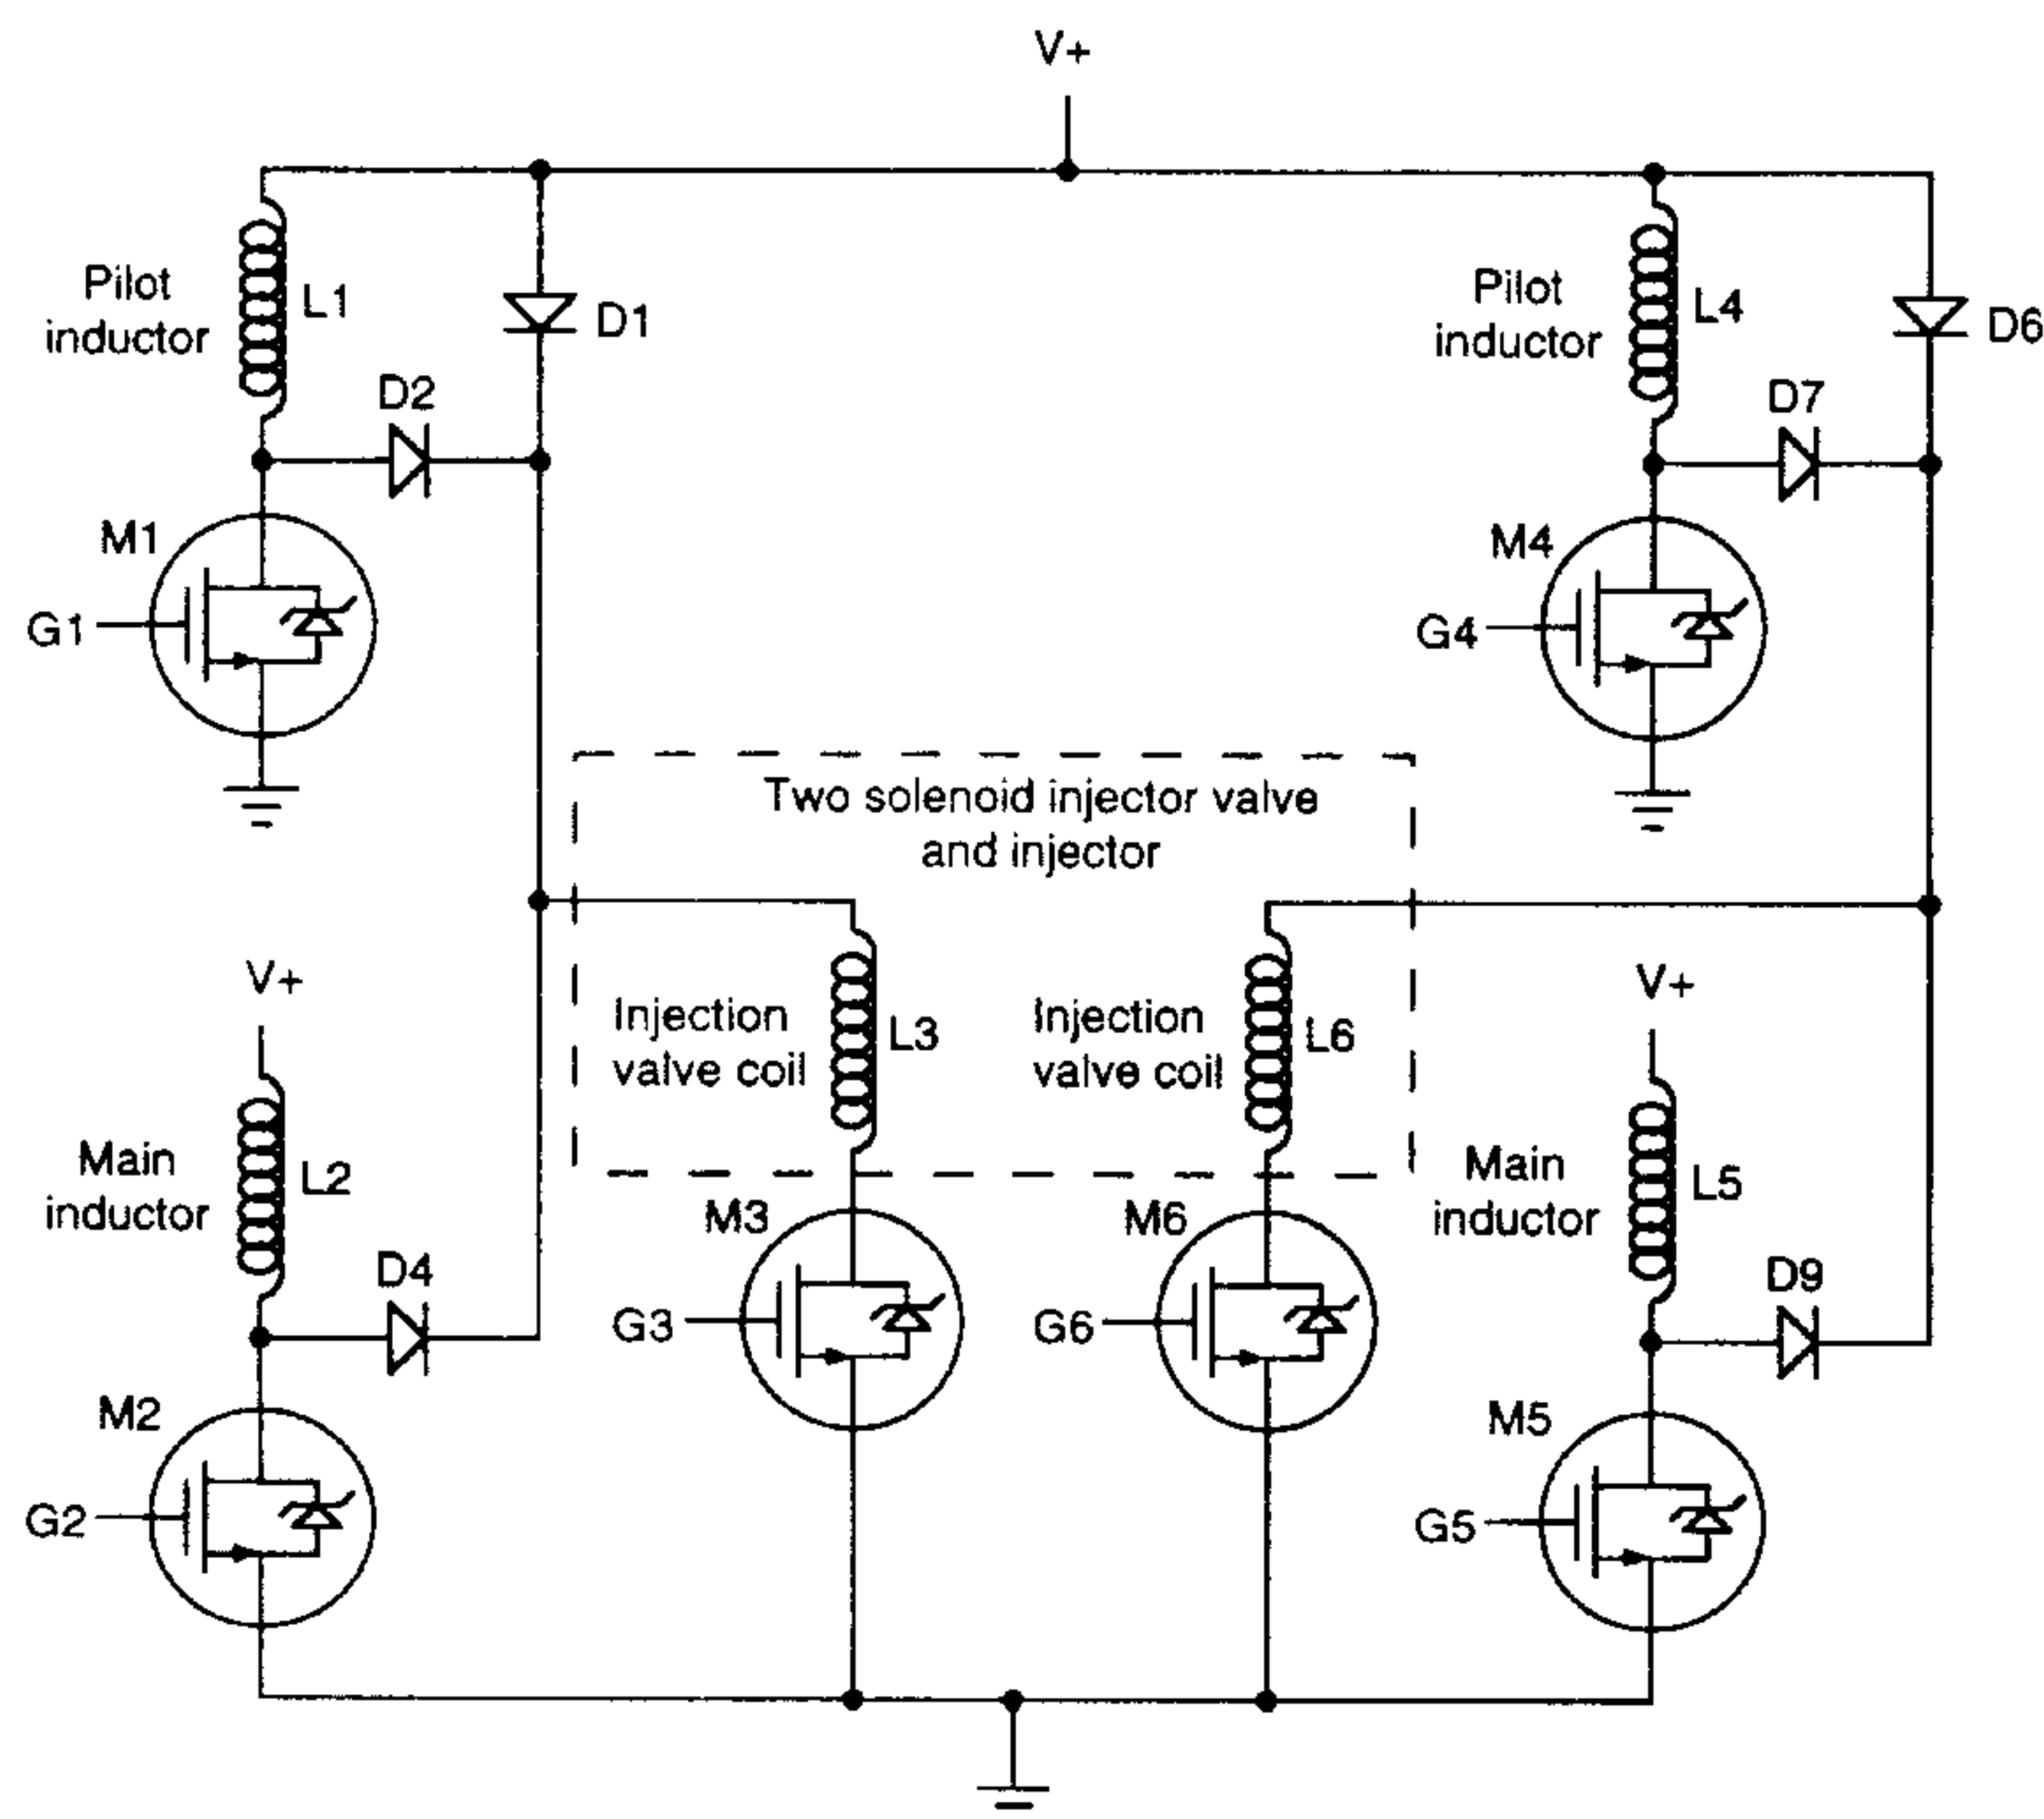 V+
Pilot
inductor
L1
D1
D2
M1
G1
Pilot
inductor
L4
D6
D7
M4
G4
Two solenoid injector valve
and injector
V+
Main
inductor
L2
D4
M2
G2
Injection
valve coil
L3
M3
G3
Injection
valve coil
L6
M6
G6
V+
Main
inductor
L5
D9
M5
G5